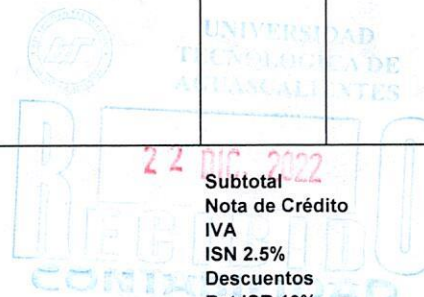 UNIVERSIDAD
TECNOLOGICA DE
AGUASCALIENTES
22 DIC. 2022
Subtotal
Nota de Crédito
IVA
ISN 2.5%
Descuentos